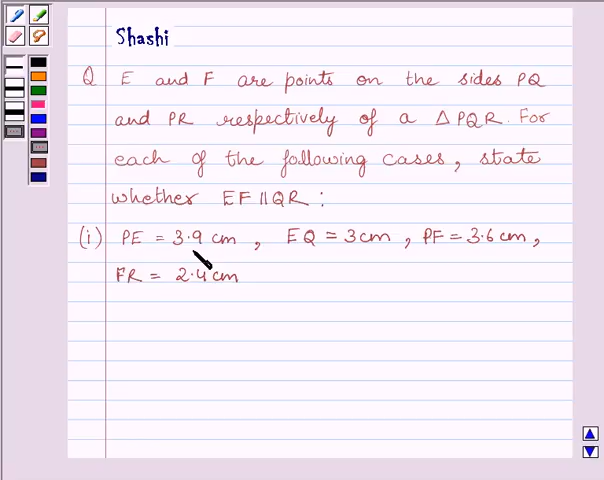 Shashi
Q E and F are points on the sides PQ
and PR respectively of a △PQR. For
each of the following cases, state
whether EF||QR :
(i) PE = 3.9 cm, EQ = 3 cm, PF = 3.6 cm,
FR = 2.4 cm